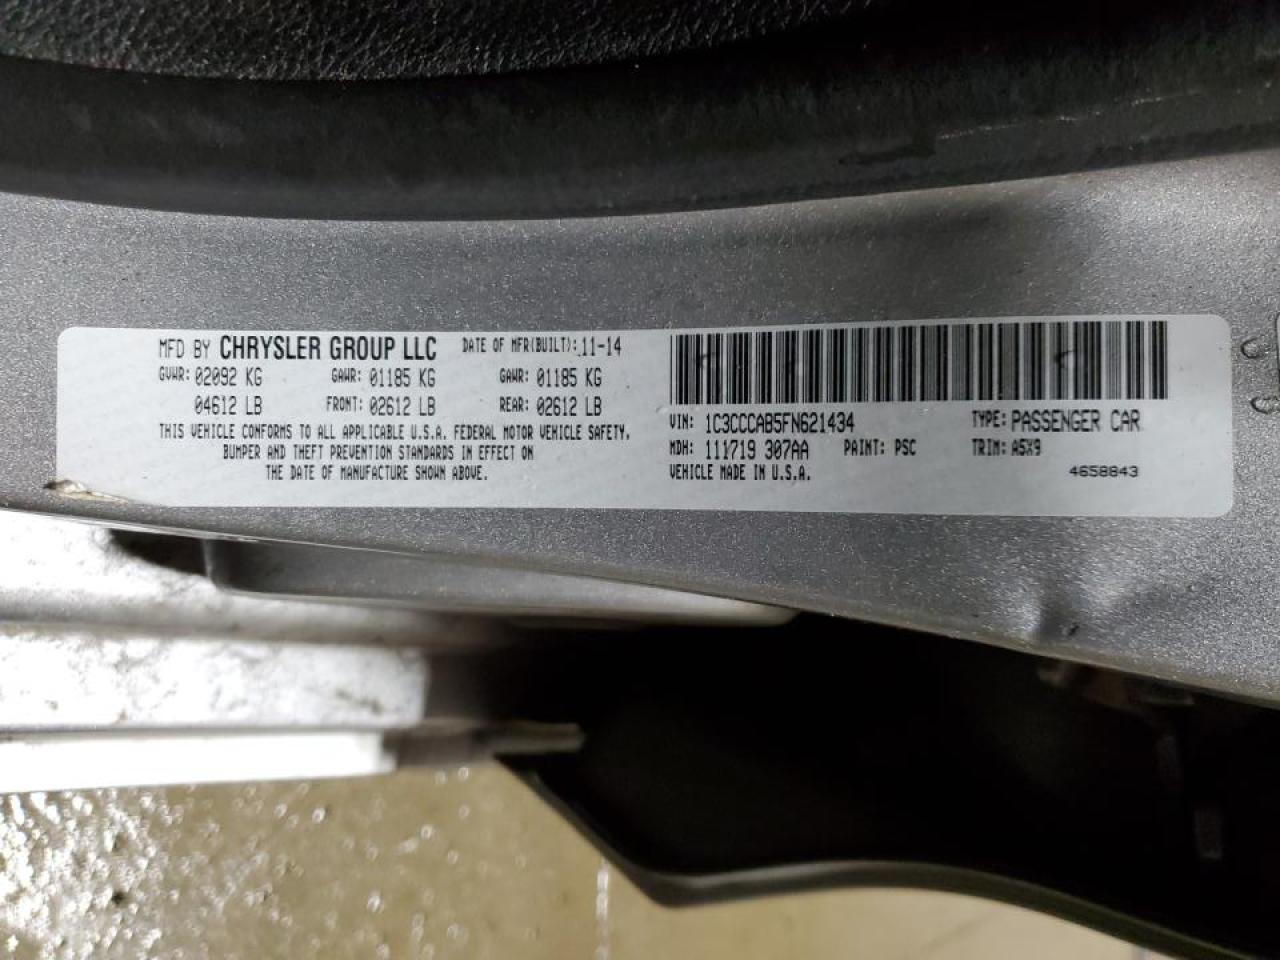 MFD BY CHRYSLER GROUP LLC DATE OF MFR(BUILT): 11-14
GVWR: 02092 KG GAWR: 01185 KG GAWR: 01185 KG
04612 LB FRONT: 02612 LB REAR: 02612 LB
THIS VEHICLE CONFORMS TO ALL APPLICABLE U.S.A. FEDERAL MOTOR VEHICLE SAFETY,
BUMPER AND THEFT PREVENTION STANDARDS IN EFFECT ON
THE DATE OF MANUFACTURE SHOWN ABOVE.
VIN: 1C3CCCAB5FN621434 TYPE: PASSENGER CAR
MDH: 111719 307AA PAINT: PSC TRIM: A5X9
VEHICLE MADE IN U.S.A.
4658843